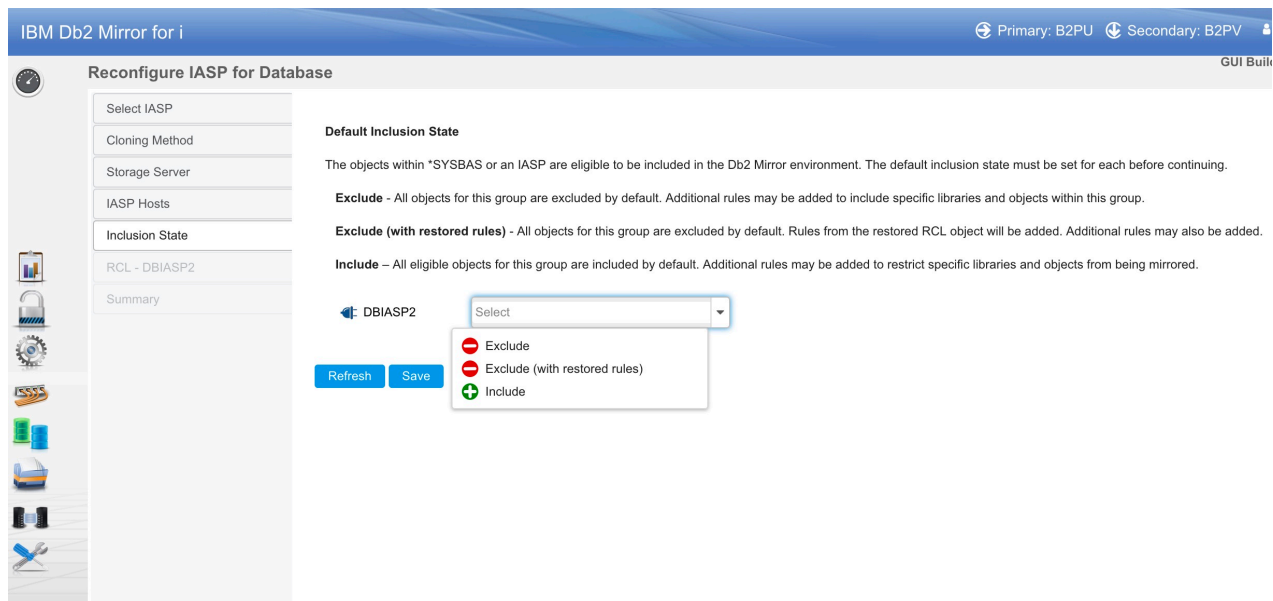 IBM Db2 Mirror for i
Primary: B2PU Secondary: B2PV
Reconfigure IASP for Database
GUI Buil
Select IASP
Cloning Method
Storage Server
IASP Hosts
Inclusion State
RCL - DBIASP2
Summary
Default Inclusion State
The objects within *SYSBAS or an IASP are eligible to be included in the Db2 Mirror environment. The default inclusion state must be set for each before continuing.
Exclude - All objects for this group are excluded by default. Additional rules may be added to include specific libraries and objects within this group.
Exclude (with restored rules) - All objects for this group are excluded by default. Rules from the restored RCL object will be added. Additional rules may also be added.
Include – All eligible objects for this group are included by default. Additional rules may be added to restrict specific libraries and objects from being mirrored.
DBIASP2 Select
Exclude
Exclude (with restored rules)
Include
Refresh Save